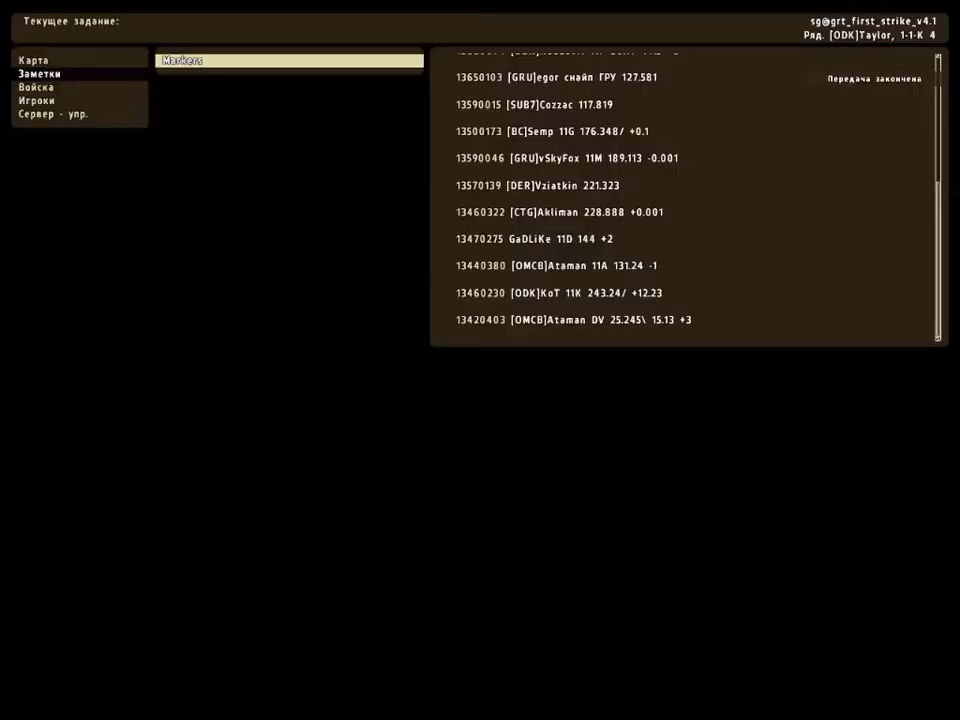 Текущее задание:
sg@grt_first_strike_v4.1
Ряд. [ODK]Taylor, 1-1-K 4
Карта
Заметки
Войска
Игроки
Сервер - упр.
Markers
13650103 [GRU]egor снайп ГРУ 127.581
Передача закончена
13590015 [SUB7]Cozzac 117.819
13500173 [BC]Semp 11G 176.348/ +0.1
13590046 [GRU]vSkyFox 11M 189.113 -0.001
13570139 [DER]Vziatkin 221.323
13460322 [CTG]Akliman 228.888 +0.001
13470275 GaDLiKe 11D 144 +2
13440380 [OMCB]Ataman 11A 131.24 -1
13460230 [ODK]KoT 11K 243.24/ +12.23
13420403 [OMCB]Ataman DV 25.245\ 15.13 +3